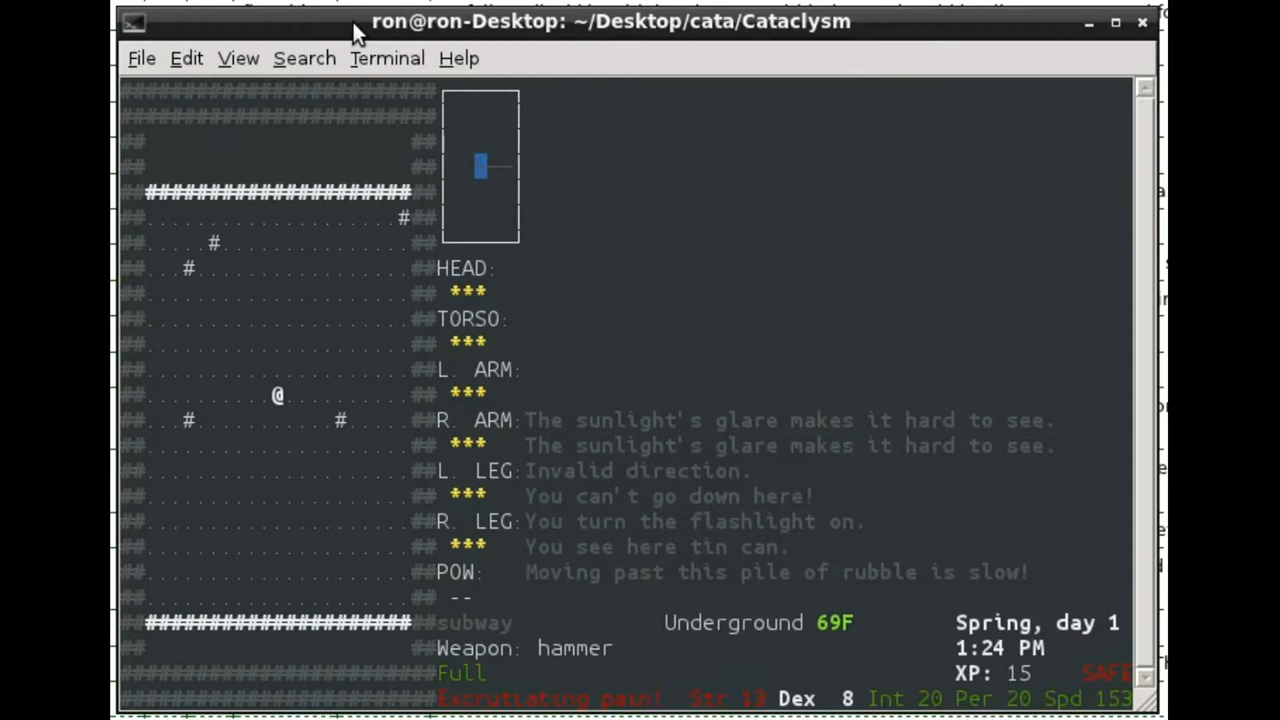 ron@ron-Desktop: ~/Desktop/cata/Cataclysm
File Edit View Search Terminal Help
HEAD:
***
TORSO:
***
L. ARM:
***
R. ARM: The sunlight's glare makes it hard to see.
*** The sunlight's glare makes it hard to see.
L. LEG: Invalid direction.
*** You can't go down here!
R. LEG: You turn the flashlight on.
*** You see here tin can.
POW: Moving past this pile of rubble is slow!
--
subway Underground 69F Spring, day 1
Weapon: hammer 1:24 PM
Full XP: 15 SAFE
Excrutiating pain! Str 13 Dex 8 Int 20 Per 20 Spd 153
@